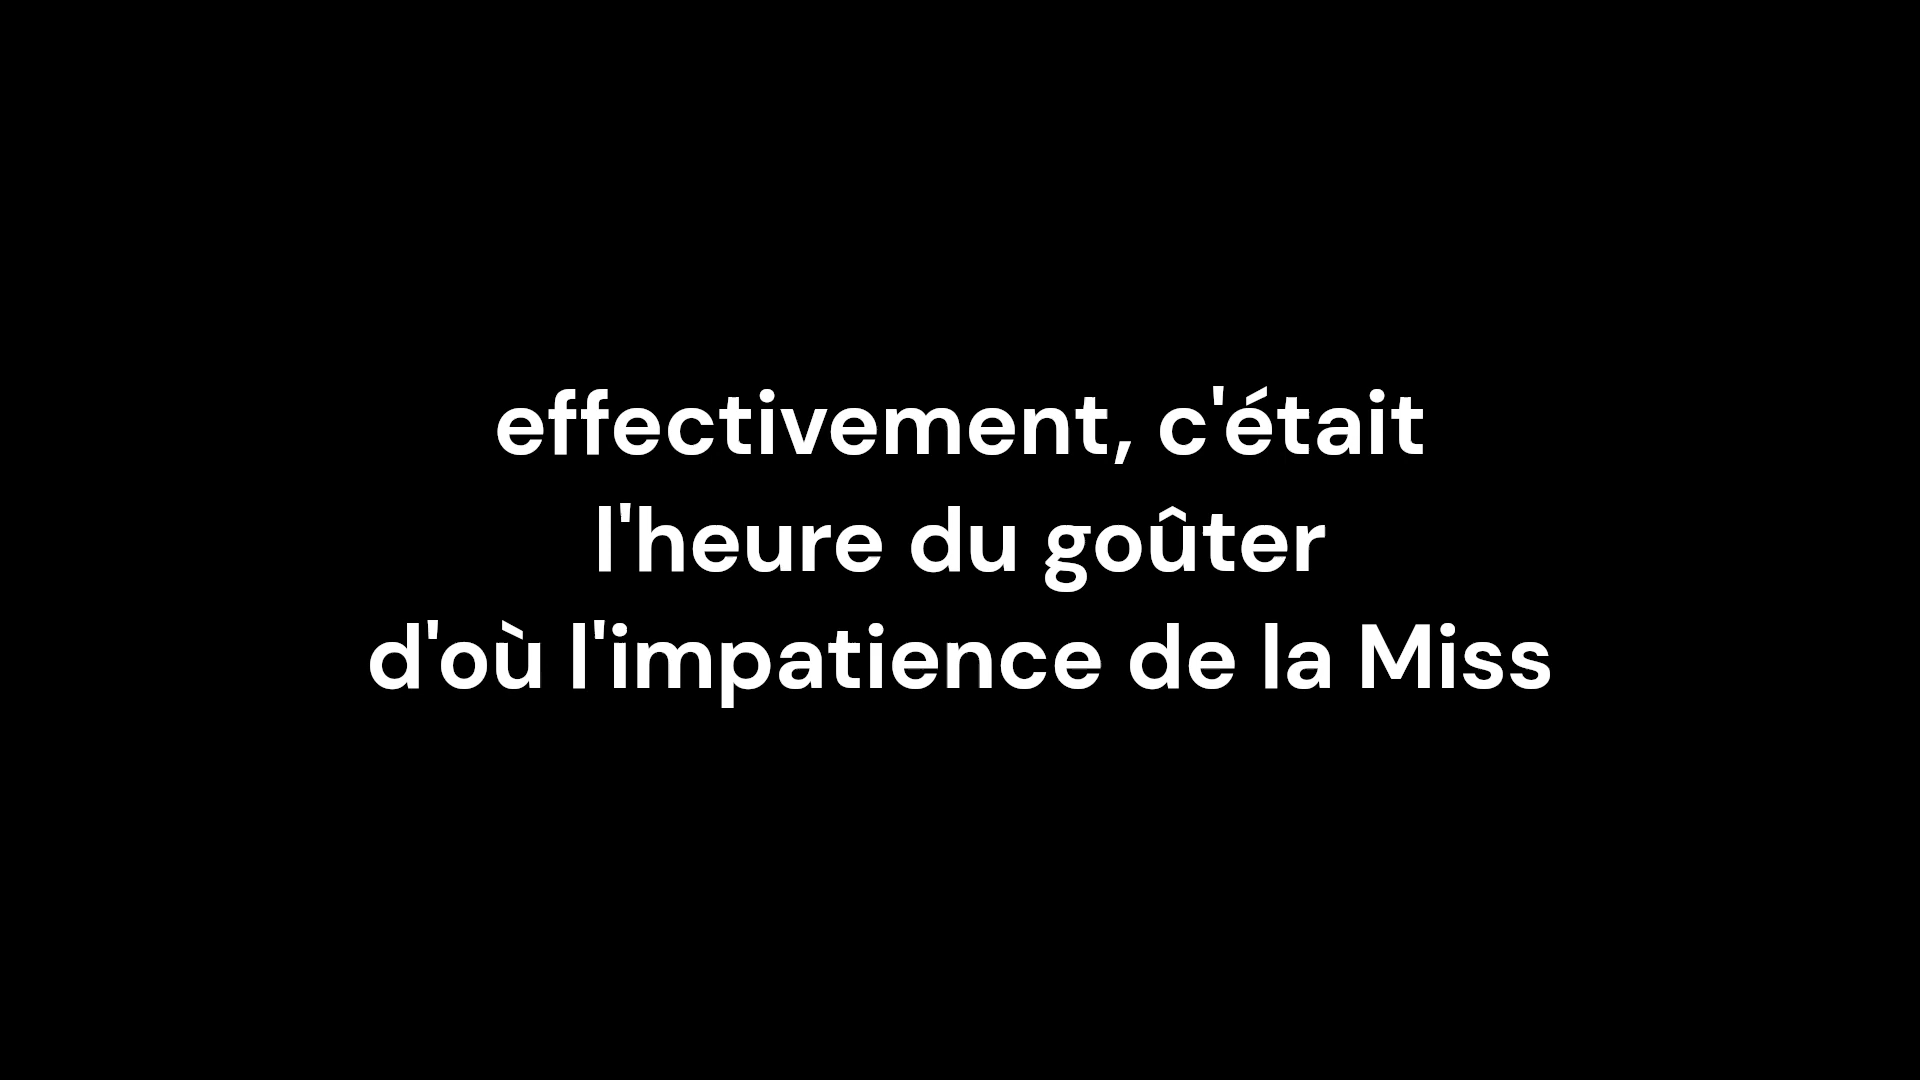 effectivement, c'était
l'heure du goûter
d'où l'impatience de la Miss